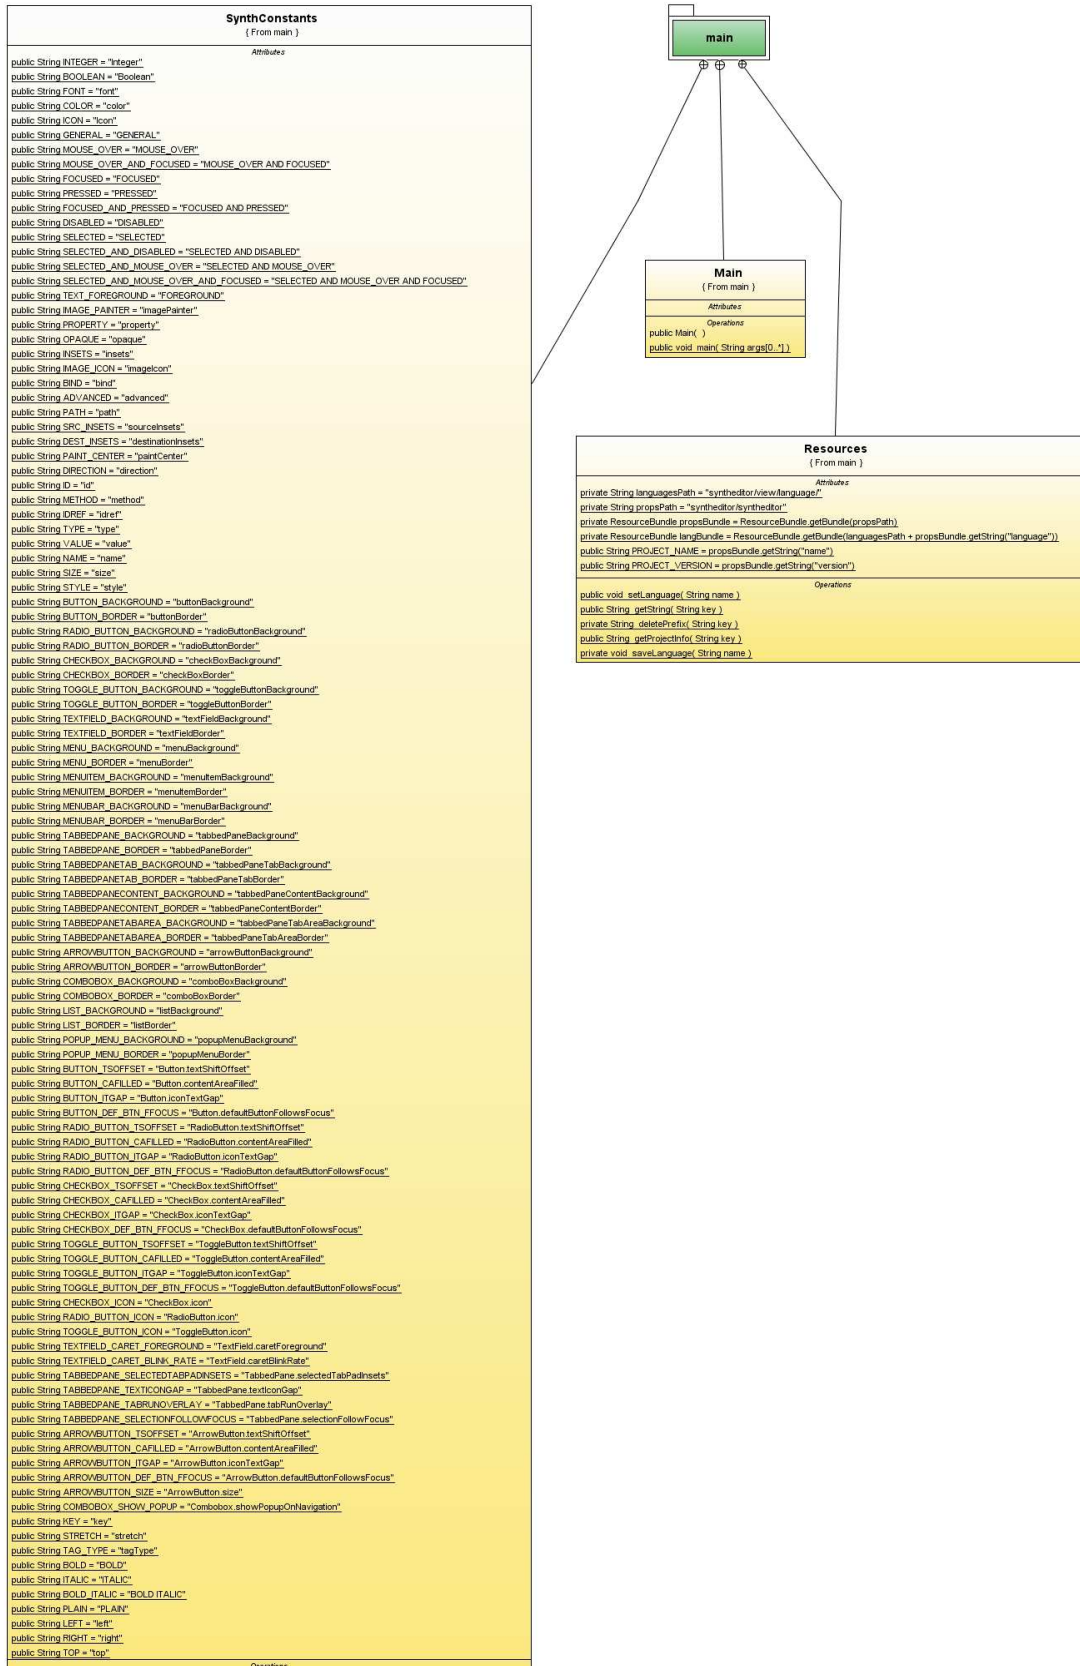 SynthConstants
{ From main }
Attributes
public String INTEGER = "Integer"
public String BOOLEAN = "Boolean"
public String FONT = "font"
public String COLOR = "color"
public String ICON = "Icon"
public String GENERAL = "GENERAL"
public String MOUSE_OVER = "MOUSE_OVER"
public String MOUSE_OVER_AND_FOCUSED = "MOUSE_OVER AND FOCUSED"
public String FOCUSED = "FOCUSED"
public String PRESSED = "PRESSED"
public String FOCUSED_AND_PRESSED = "FOCUSED AND PRESSED"
public String DISABLED = "DISABLED"
public String SELECTED = "SELECTED"
public String SELECTED_AND_DISABLED = "SELECTED AND DISABLED"
public String SELECTED_AND_MOUSE_OVER = "SELECTED AND MOUSE_OVER"
public String SELECTED_AND_MOUSE_OVER_AND_FOCUSED = "SELECTED AND MOUSE_OVER AND FOCUSED"
public String TEXT_FOREGROUND = "FOREGROUND"
public String IMAGE_PAINTER = "imagePainter"
public String PROPERTY = "property"
public String OPAQUE = "opaque"
public String INSETS = "insets"
public String IMAGE_ICON = "imageIcon"
public String BIND = "bind"
public String ADVANCED = "advanced"
public String PATH = "path"
public String SRC_INSETS = "sourceInsets"
public String DEST_INSETS = "destinationInsets"
public String PAINT_CENTER = "paintCenter"
public String DIRECTION = "direction"
public String ID = "id"
public String METHOD = "method"
public String IDREF = "idref"
public String TYPE = "type"
public String VALUE = "value"
public String NAME = "name"
public String SIZE = "size"
public String STYLE = "style"
public String BUTTON_BACKGROUND = "buttonBackground"
public String BUTTON_BORDER = "buttonBorder"
public String RADIO_BUTTON_BACKGROUND = "radioButtonBackground"
public String RADIO_BUTTON_BORDER = "radioButtonBorder"
public String CHECKBOX_BACKGROUND = "checkBoxBackground"
public String CHECKBOX_BORDER = "checkBoxBorder"
public String TOGGLE_BUTTON_BACKGROUND = "toggleButtonBackground"
public String TOGGLE_BUTTON_BORDER = "toggleButtonBorder"
public String TEXTFIELD_BACKGROUND = "textFieldBackground"
public String TEXTFIELD_BORDER = "textFieldBorder"
public String MENU_BACKGROUND = "menuBackground"
public String MENU_BORDER = "menuBorder"
public String MENUITEM_BACKGROUND = "menuItemBackground"
public String MENUITEM_BORDER = "menuItemBorder"
public String MENUBAR_BACKGROUND = "menuBarBackground"
public String MENUBAR_BORDER = "menuBarBorder"
public String TABBEDPANE_BACKGROUND = "tabbedPaneBackground"
public String TABBEDPANE_BORDER = "tabbedPaneBorder"
public String TABBEDPANETAB_BACKGROUND = "tabbedPaneTabBackground"
public String TABBEDPANETAB_BORDER = "tabbedPaneTabBorder"
public String TABBEDPANECONTENT_BACKGROUND = "tabbedPaneContentBackground"
public String TABBEDPANECONTENT_BORDER = "tabbedPaneContentBorder"
public String TABBEDPANETABAREA_BACKGROUND = "tabbedPaneTabAreaBackground"
public String TABBEDPANETABAREA_BORDER = "tabbedPaneTabAreaBorder"
public String ARROWBUTTON_BACKGROUND = "arrowButtonBackground"
public String ARROWBUTTON_BORDER = "arrowButtonBorder"
public String COMBOBOX_BACKGROUND = "comboBoxBackground"
public String COMBOBOX_BORDER = "comboBoxBorder"
public String LIST_BACKGROUND = "listBackground"
public String LIST_BORDER = "listBorder"
public String POPUP_MENU_BACKGROUND = "popupMenuBackground"
public String POPUP_MENU_BORDER = "popupMenuBorder"
public String BUTTON_TSOFFSET = "Button.textShiftOffset"
public String BUTTON_CAFILLED = "Button.contentAreaFilled"
public String BUTTON_ITGAP = "Button.iconTextGap"
public String BUTTON_DEF_BTN_FFOCUS = "Button.defaultButtonFollowsFocus"
public String RADIO_BUTTON_TSOFFSET = "RadioButton.textShiftOffset"
public String RADIO_BUTTON_CAFILLED = "RadioButton.contentAreaFilled"
public String RADIO_BUTTON_ITGAP = "RadioButton.iconTextGap"
public String RADIO_BUTTON_DEF_BTN_FFOCUS = "RadioButton.defaultButtonFollowsFocus"
public String CHECKBOX_TSOFFSET = "CheckBox.textShiftOffset"
public String CHECKBOX_CAFILLED = "CheckBox.contentAreaFilled"
public String CHECKBOX_ITGAP = "CheckBox.iconTextGap"
public String CHECKBOX_DEF_BTN_FFOCUS = "CheckBox.defaultButtonFollowsFocus"
public String TOGGLE_BUTTON_TSOFFSET = "ToggleButton.textShiftOffset"
public String TOGGLE_BUTTON_CAFILLED = "ToggleButton.contentAreaFilled"
public String TOGGLE_BUTTON_ITGAP = "ToggleButton.iconTextGap"
public String TOGGLE_BUTTON_DEF_BTN_FFOCUS = "ToggleButton.defaultButtonFollowsFocus"
public String CHECKBOX_ICON = "CheckBox.icon"
public String RADIO_BUTTON_ICON = "RadioButton.icon"
public String TOGGLE_BUTTON_ICON = "ToggleButton.icon"
public String TEXTFIELD_CARET_FOREGROUND = "TextField.caretForeground"
public String TEXTFIELD_CARET_BLINK_RATE = "TextField.caretBlinkRate"
public String TABBEDPANE_SELECTEDTABPADINSETS = "TabbedPane.selectedTabPadInsets"
public String TABBEDPANE_TEXTICONGAP = "TabbedPane.textIconGap"
public String TABBEDPANE_TABRUNOVERLAY = "TabbedPane.tabRunOverlay"
public String TABBEDPANE_SELECTIONFOLLOWFOCUS = "TabbedPane.selectionFollowFocus"
public String ARROWBUTTON_TSOFFSET = "ArrowButton.textShiftOffset"
public String ARROWBUTTON_CAFILLED = "ArrowButton.contentAreaFilled"
public String ARROWBUTTON_ITGAP = "ArrowButton.iconTextGap"
public String ARROWBUTTON_DEF_BTN_FFOCUS = "ArrowButton.defaultButtonFollowsFocus"
public String ARROWBUTTON_SIZE = "ArrowButton.size"
public String COMBOBOX_SHOW_POPUP = "Combobox.showPopupOnNavigation"
public String KEY = "key"
public String STRETCH = "stretch"
public String TAG_TYPE = "tagType"
public String BOLD = "BOLD"
public String ITALIC = "ITALIC"
public String BOLD_ITALIC = "BOLD ITALIC"
public String PLAIN = "PLAIN"
public String LEFT = "left"
public String RIGHT = "right"
public String TOP = "top"
main
Main
{ From main }
Attributes
Operations
public Main(  )
public void  main( String args[0..*] )
Resources
{ From main }
Attributes
private String languagesPath = "syntheditor/view/language/"
private String propsPath = "syntheditor/syntheditor"
private ResourceBundle propsBundle = ResourceBundle.getBundle(propsPath)
private ResourceBundle langBundle = ResourceBundle.getBundle(languagesPath + propsBundle.getString("language"))
public String PROJECT_NAME = propsBundle.getString("name")
public String PROJECT_VERSION = propsBundle.getString("version")
Operations
public void  setLanguage( String name )
public String  getString( String key )
private String  deletePrefix( String key )
public String  getProjectInfo( String key )
private void  saveLanguage( String name )